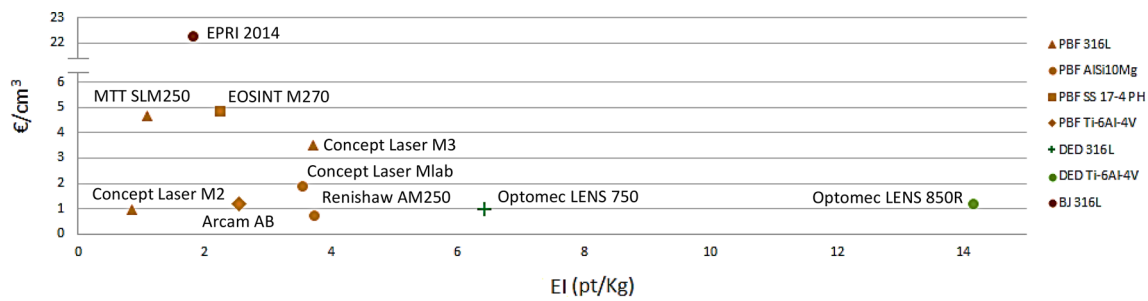 23
22
6
5
4
3
2
1
0
€/cm³
EPRI 2014
MTT SLM250
EOSINT M270
Concept Laser M3
Concept Laser Mlab
Concept Laser M2
Renishaw AM250
Optomec LENS 750
Optomec LENS 850R
Arcam AB
0 2 4 6 8 10 12 14
EI (pt/Kg)
PBF 316L
PBF AlSi10Mg
PBF SS 17-4 PH
PBF Ti-6Al-4V
DED 316L
DED Ti-6Al-4V
BJ 316L